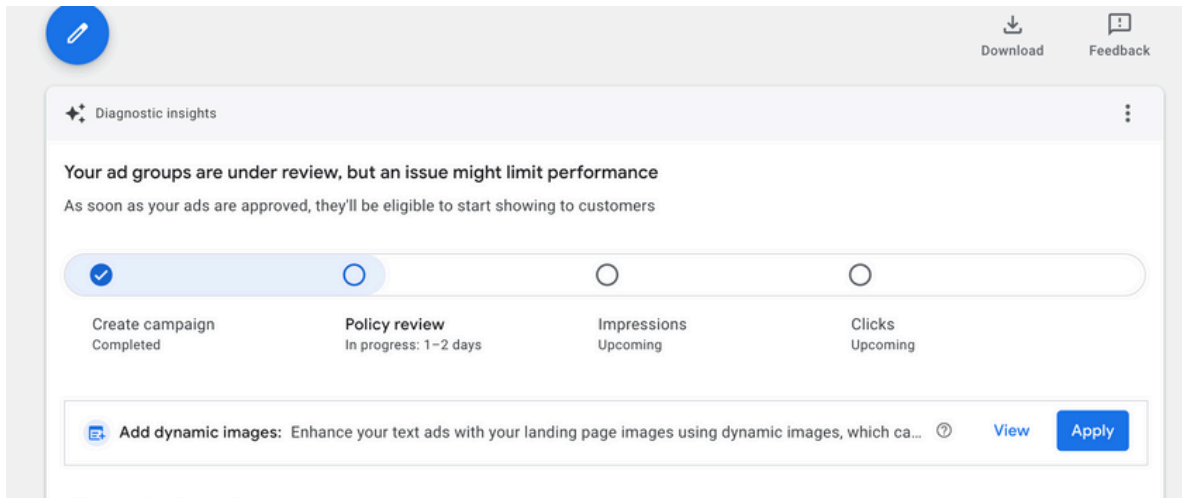 Download
Feedback
Diagnostic insights
Your ad groups are under review, but an issue might limit performance
As soon as your ads are approved, they'll be eligible to start showing to customers
Create campaign
Completed
Policy review
In progress: 1–2 days
Impressions
Upcoming
Clicks
Upcoming
Add dynamic images: Enhance your text ads with your landing page images using dynamic images, which ca... View Apply